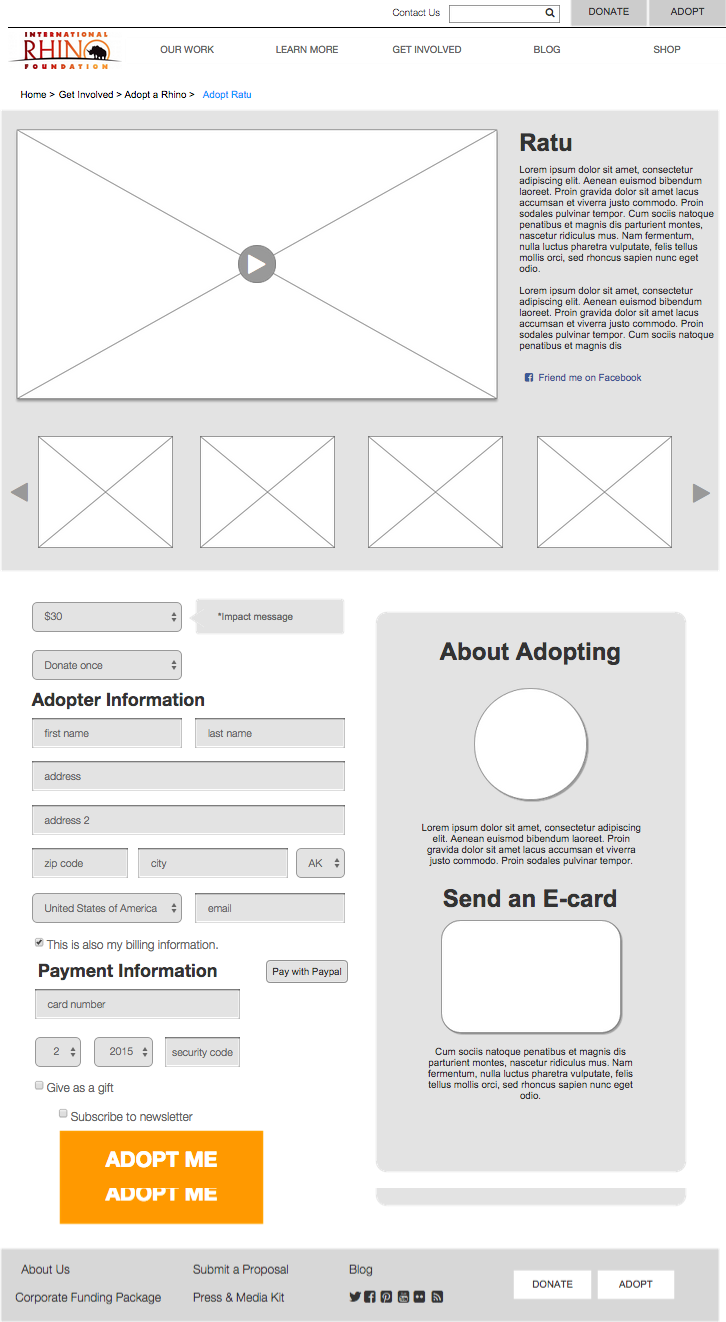 Contact Us
DONATE ADOPT
INTERNATIONAL
RHINO
FOUNDATION
OUR WORK LEARN MORE GET INVOLVED BLOG SHOP
Home > Get Involved > Adopt a Rhino > Adopt Ratu
Ratu
Lorem ipsum dolor sit amet, consectetur
adipiscing elit. Aenean euismod bibendum
laoreet. Proin gravida dolor sit amet lacus
accumsan et viverra justo commodo. Proin
sodales pulvinar tempor. Cum sociis natoque
penatibus et magnis dis parturient montes,
nascetur ridiculus mus. Nam fermentum,
nulla luctus pharetra vulputate, felis tellus
mollis orci, sed rhoncus sapien nunc eget
odio.
Lorem ipsum dolor sit amet, consectetur
adipiscing elit. Aenean euismod bibendum
laoreet. Proin gravida dolor sit amet lacus
accumsan et viverra justo commodo. Proin
sodales pulvinar tempor. Cum sociis natoque
penatibus et magnis dis
Friend me on Facebook
$30
*Impact message
Donate once
Adopter Information
first name last name
address
address 2
zip code city AK
United States of America email
This is also my billing information.
Payment Information
Pay with Paypal
card number
2 2015 security code
Give as a gift
Subscribe to newsletter
ADOPT ME
ADOPT ME
About Adopting
Lorem ipsum dolor sit amet, consectetur adipiscing
elit. Aenean euismod bibendum laoreet. Proin
gravida dolor sit amet lacus accumsan et viverra
justo commodo. Proin sodales pulvinar tempor.
Send an E-card
Cum sociis natoque penatibus et magnis dis
parturient montes, nascetur ridiculus mus. Nam
fermentum, nulla luctus pharetra vulputate, felis
tellus mollis orci, sed rhoncus sapien nunc eget
odio.
About Us Submit a Proposal Blog
Corporate Funding Package Press & Media Kit
DONATE ADOPT